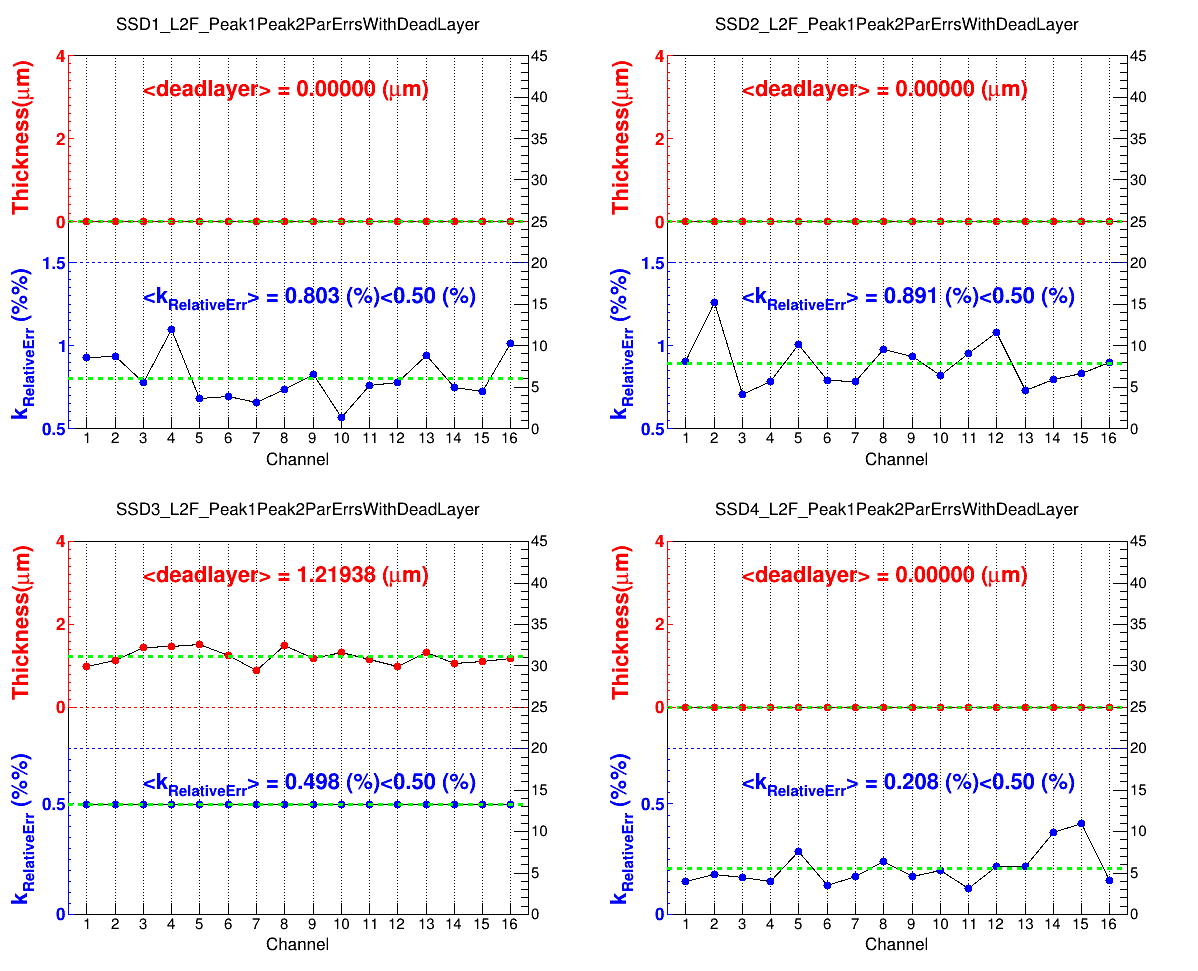 SSD1_L2F_Peak1Peak2ParErrsWithDeadLayer
4
2
0
Thickness(μm)
<deadlayer> = 0.00000 (μm)
1.5
1
0.5
kRelativeErr (%%)
<kRelativeErr> = 0.803 (%)<0.50 (%)
45
40
35
30
25
20
15
10
5
0
1 2 3 4 5 6 7 8 9 10 11 12 13 14 15 16
Channel
SSD2_L2F_Peak1Peak2ParErrsWithDeadLayer
4
2
0
Thickness(μm)
<deadlayer> = 0.00000 (μm)
1.5
1
0.5
kRelativeErr (%%)
<kRelativeErr> = 0.891 (%)<0.50 (%)
45
40
35
30
25
20
15
10
5
0
1 2 3 4 5 6 7 8 9 10 11 12 13 14 15 16
Channel
SSD3_L2F_Peak1Peak2ParErrsWithDeadLayer
4
2
0
Thickness(μm)
<deadlayer> = 1.21938 (μm)
0.5
0
kRelativeErr (%%)
<kRelativeErr> = 0.498 (%)<0.50 (%)
45
40
35
30
25
20
15
10
5
0
1 2 3 4 5 6 7 8 9 10 11 12 13 14 15 16
Channel
SSD4_L2F_Peak1Peak2ParErrsWithDeadLayer
4
2
0
Thickness(μm)
<deadlayer> = 0.00000 (μm)
0.5
0
kRelativeErr (%%)
<kRelativeErr> = 0.208 (%)<0.50 (%)
45
40
35
30
25
20
15
10
5
0
1 2 3 4 5 6 7 8 9 10 11 12 13 14 15 16
Channel